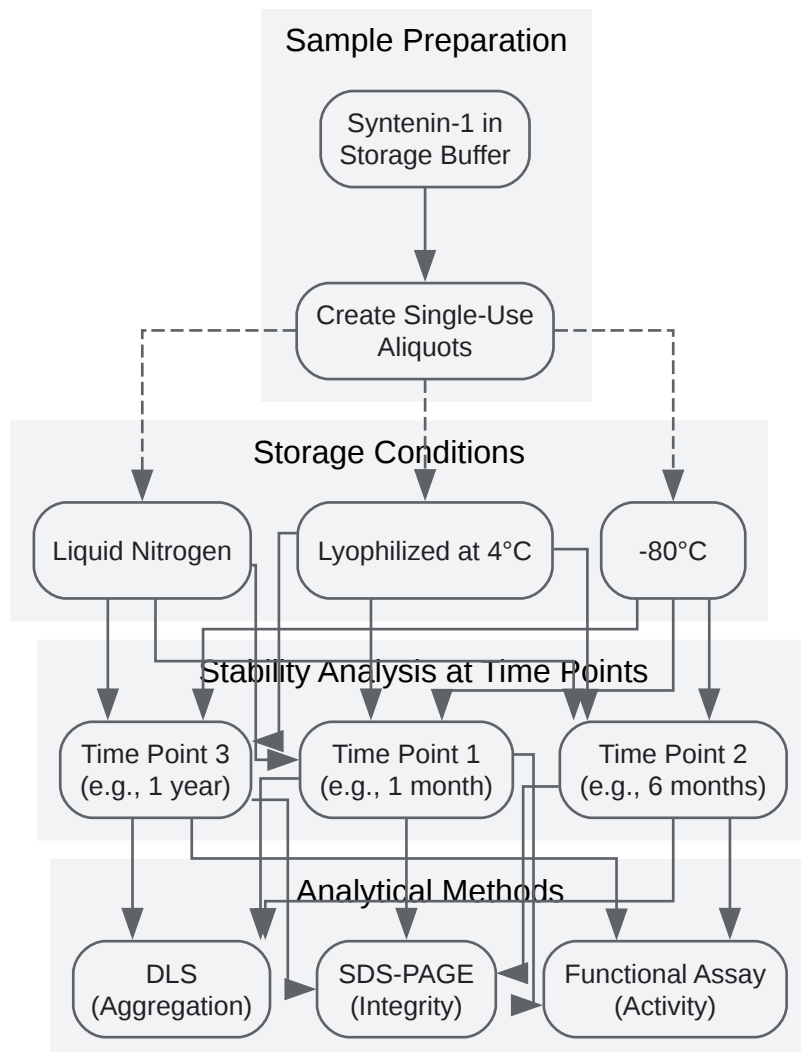 Sample Preparation
Syntenin-1 in
Storage Buffer
Create Single-Use
Aliquots
Storage Conditions
Liquid Nitrogen
Lyophilized at 4°C
-80°C
Stability Analysis at Time Points
Time Point 3
(e.g., 1 year)
Time Point 1
(e.g., 1 month)
Time Point 2
(e.g., 6 months)
Analytical Methods
DLS
(Aggregation)
SDS-PAGE
(Integrity)
Functional Assay
(Activity)